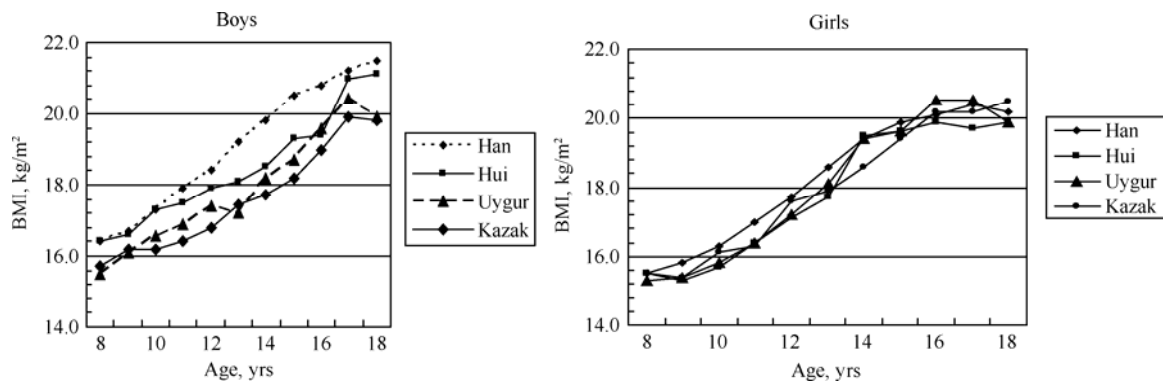 Boys
22.0
20.0
18.0
16.0
14.0
BMI, kg/m²
8 10 12 14 16 18
Age, yrs
Han
Hui
Uygur
Kazak
Girls
22.0
20.0
18.0
16.0
14.0
BMI, kg/m²
8 10 12 14 16 18
Age, yrs
Han
Hui
Uygur
Kazak